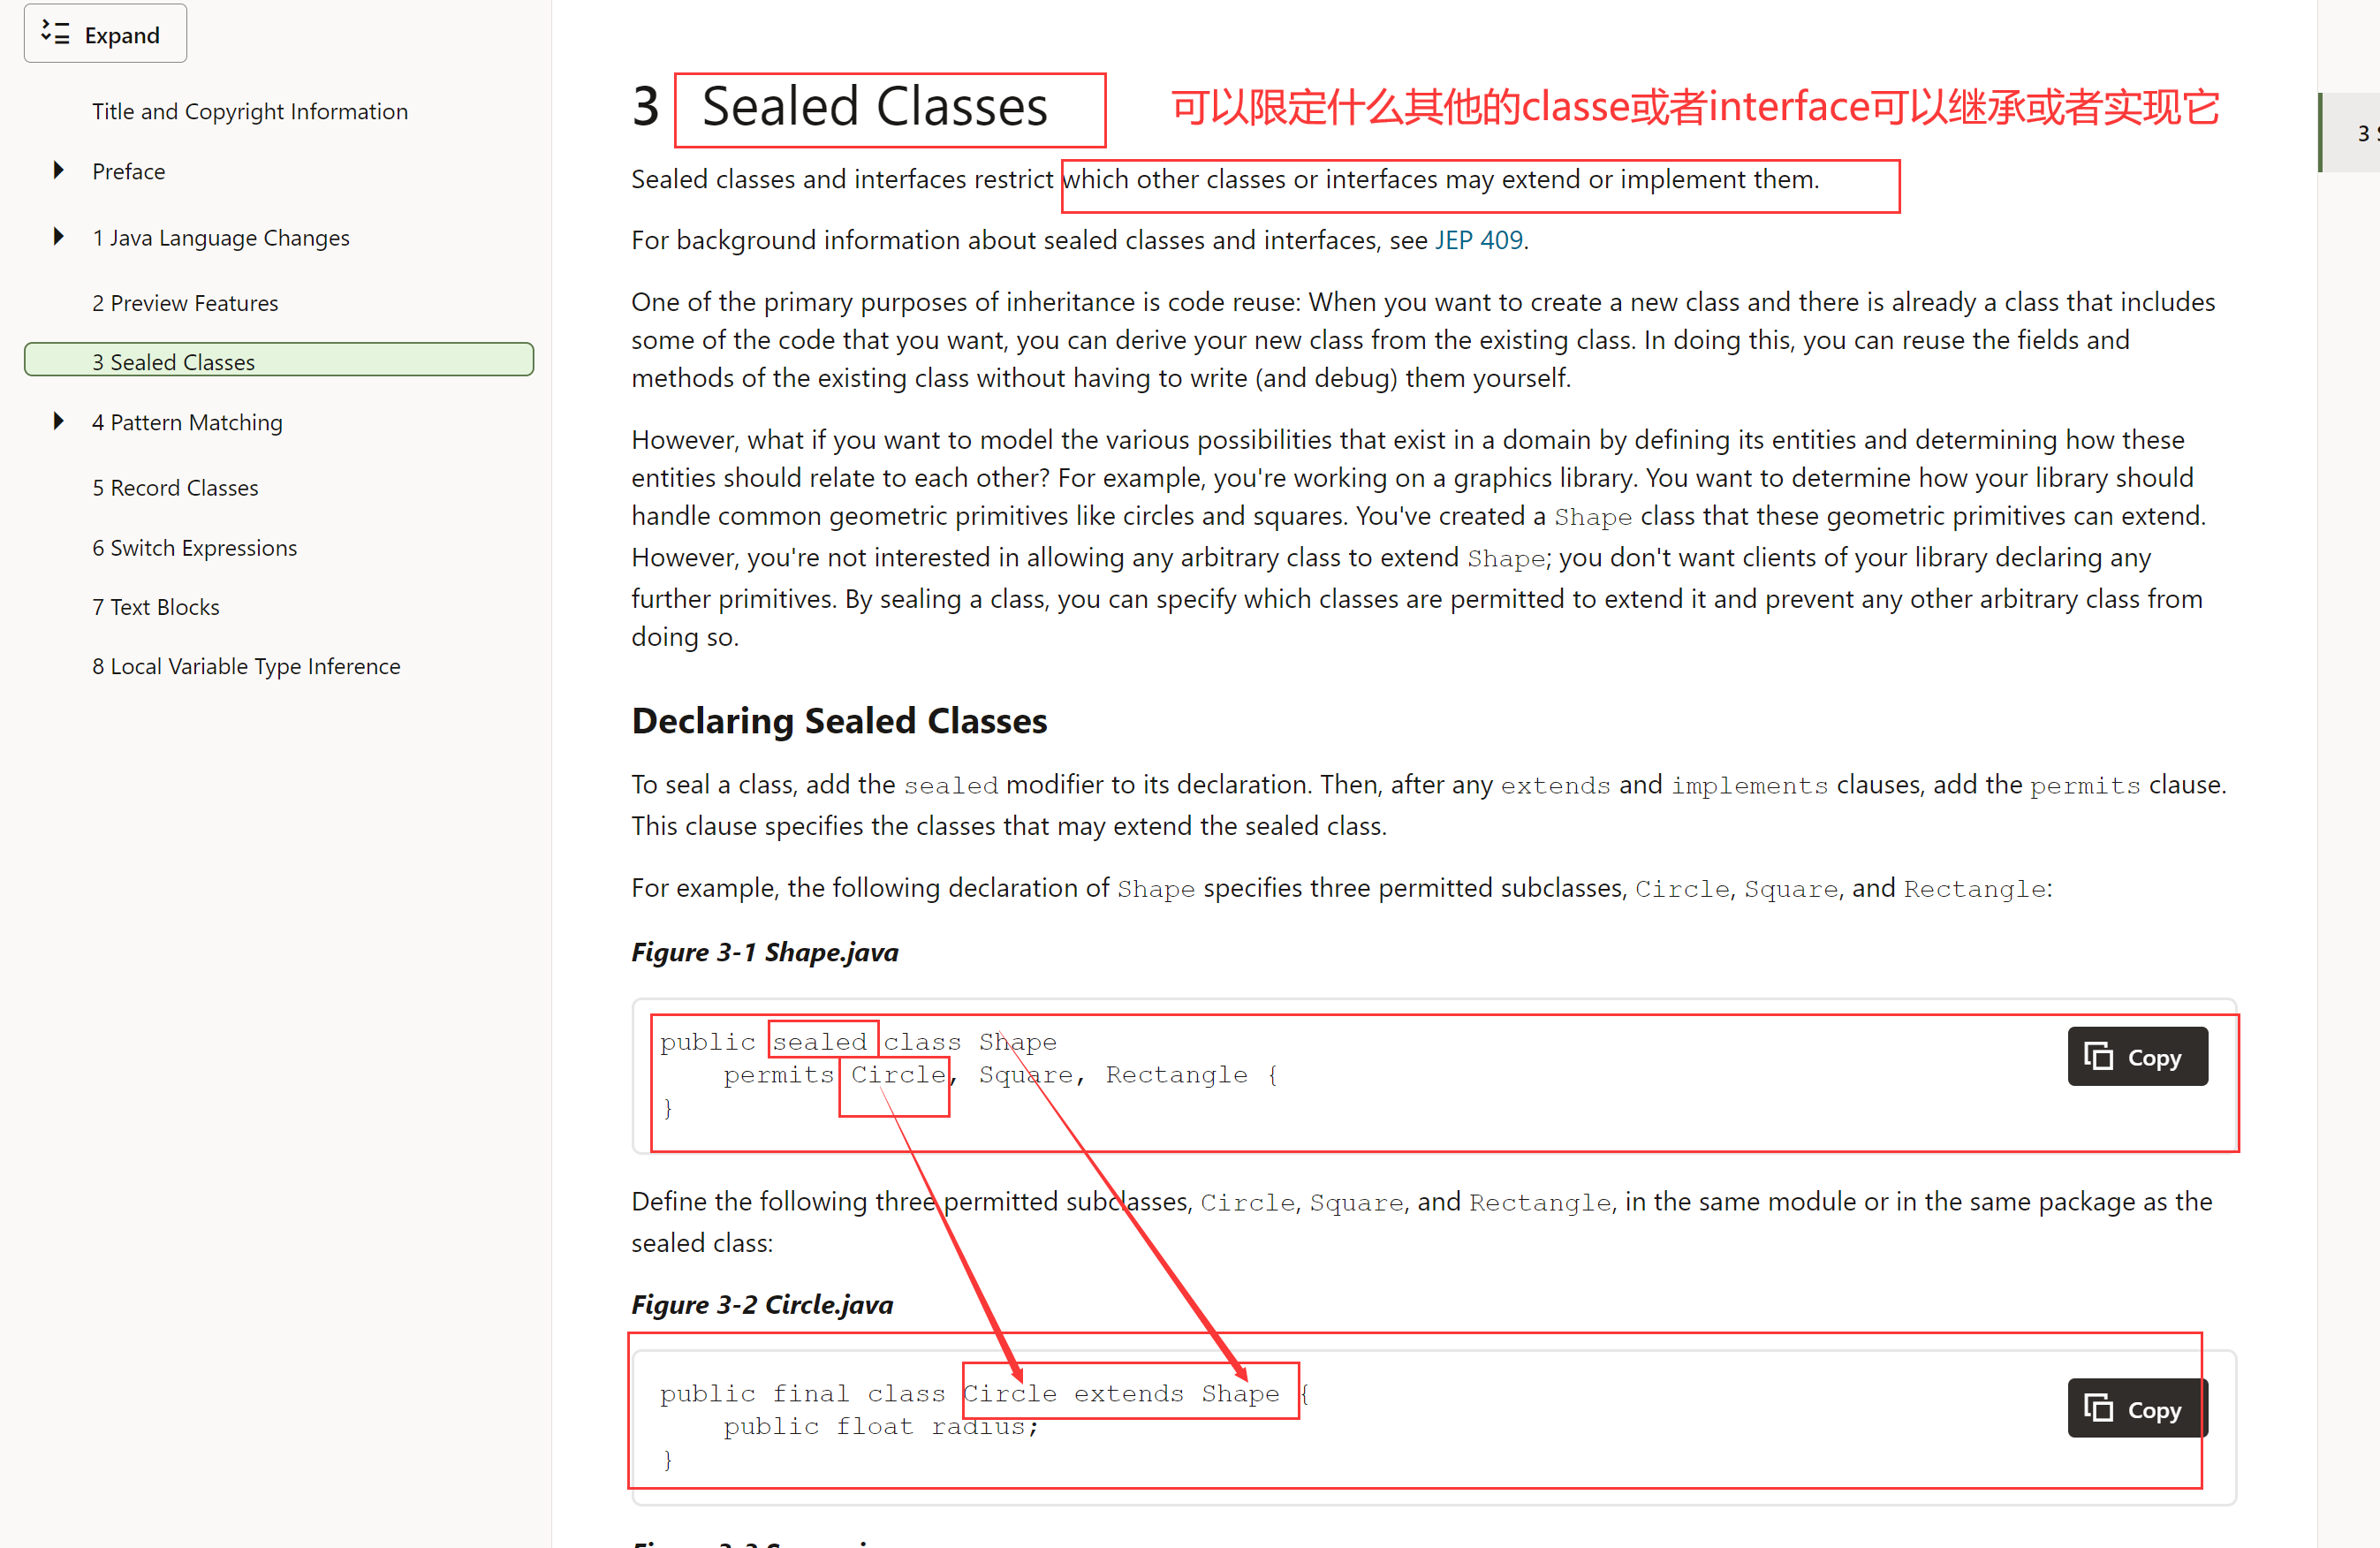 Expand
Title and Copyright Information
Preface
1 Java Language Changes
2 Preview Features
3 Sealed Classes
4 Pattern Matching
5 Record Classes
6 Switch Expressions
7 Text Blocks
8 Local Variable Type Inference
3 Sealed Classes
可以限定什么其他的classe或者interface可以继承或者实现它
Sealed classes and interfaces restrict which other classes or interfaces may extend or implement them.
For background information about sealed classes and interfaces, see JEP 409.
One of the primary purposes of inheritance is code reuse: When you want to create a new class and there is already a class that includes
some of the code that you want, you can derive your new class from the existing class. In doing this, you can reuse the fields and
methods of the existing class without having to write (and debug) them yourself.
However, what if you want to model the various possibilities that exist in a domain by defining its entities and determining how these
entities should relate to each other? For example, you're working on a graphics library. You want to determine how your library should
handle common geometric primitives like circles and squares. You've created a Shape class that these geometric primitives can extend.
However, you're not interested in allowing any arbitrary class to extend Shape; you don't want clients of your library declaring any
further primitives. By sealing a class, you can specify which classes are permitted to extend it and prevent any other arbitrary class from
doing so.
Declaring Sealed Classes
To seal a class, add the sealed modifier to its declaration. Then, after any extends and implements clauses, add the permits clause.
This clause specifies the classes that may extend the sealed class.
For example, the following declaration of Shape specifies three permitted subclasses, Circle, Square, and Rectangle:
Figure 3-1 Shape.java
public sealed class Shape
permits Circle, Square, Rectangle {
}
Copy
Define the following three permitted subclasses, Circle, Square, and Rectangle, in the same module or in the same package as the
sealed class:
Figure 3-2 Circle.java
public final class Circle extends Shape {
public float radius;
}
Copy
3